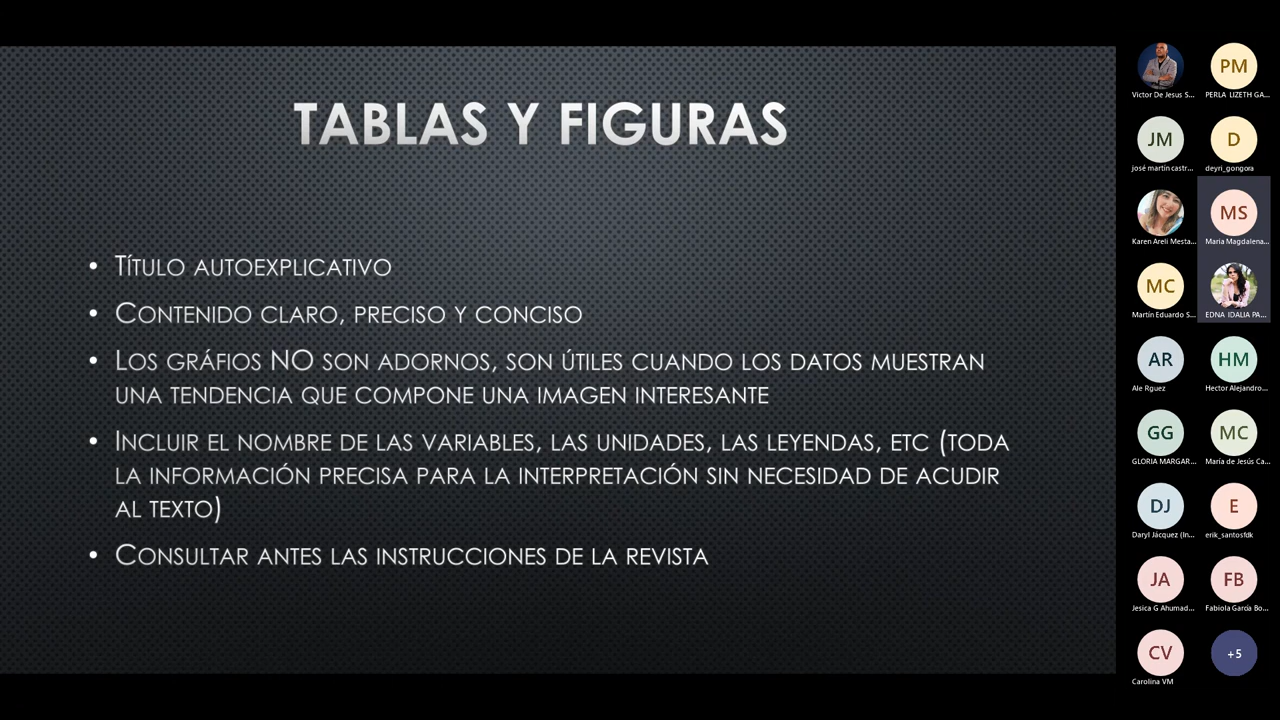 TABLAS Y FIGURAS
• TÍTULO AUTOEXPLICATIVO
• CONTENIDO CLARO, PRECISO Y CONCISO
• LOS GRÁFIOS NO SON ADORNOS, SON ÚTILES CUANDO LOS DATOS MUESTRAN
UNA TENDENCIA QUE COMPONE UNA IMAGEN INTERESANTE
• INCLUIR EL NOMBRE DE LAS VARIABLES, LAS UNIDADES, LAS LEYENDAS, ETC (TODA
LA INFORMACIÓN PRECISA PARA LA INTERPRETACIÓN SIN NECESIDAD DE ACUDIR
AL TEXTO)
• CONSULTAR ANTES LAS INSTRUCCIONES DE LA REVISTA
PM
Victor De Jesus S...
PERLA LIZETH GA...
JM
D
josé martín castr...
deyri_gongora
MS
Karen Areli Mesta...
Maria Magdalena...
MC
Martín Eduardo S...
EDNA IDALIA PA...
AR
HM
Ale Rguez
Hector Alejandro...
GG
MC
GLORIA MARGAR...
María de Jesús Ca...
DJ
E
Daryl Jácquez (In...
erik_santosfdk
JA
FB
Jesica G Ahumad...
Fabiola García Bo...
CV
+5
Carolina VM